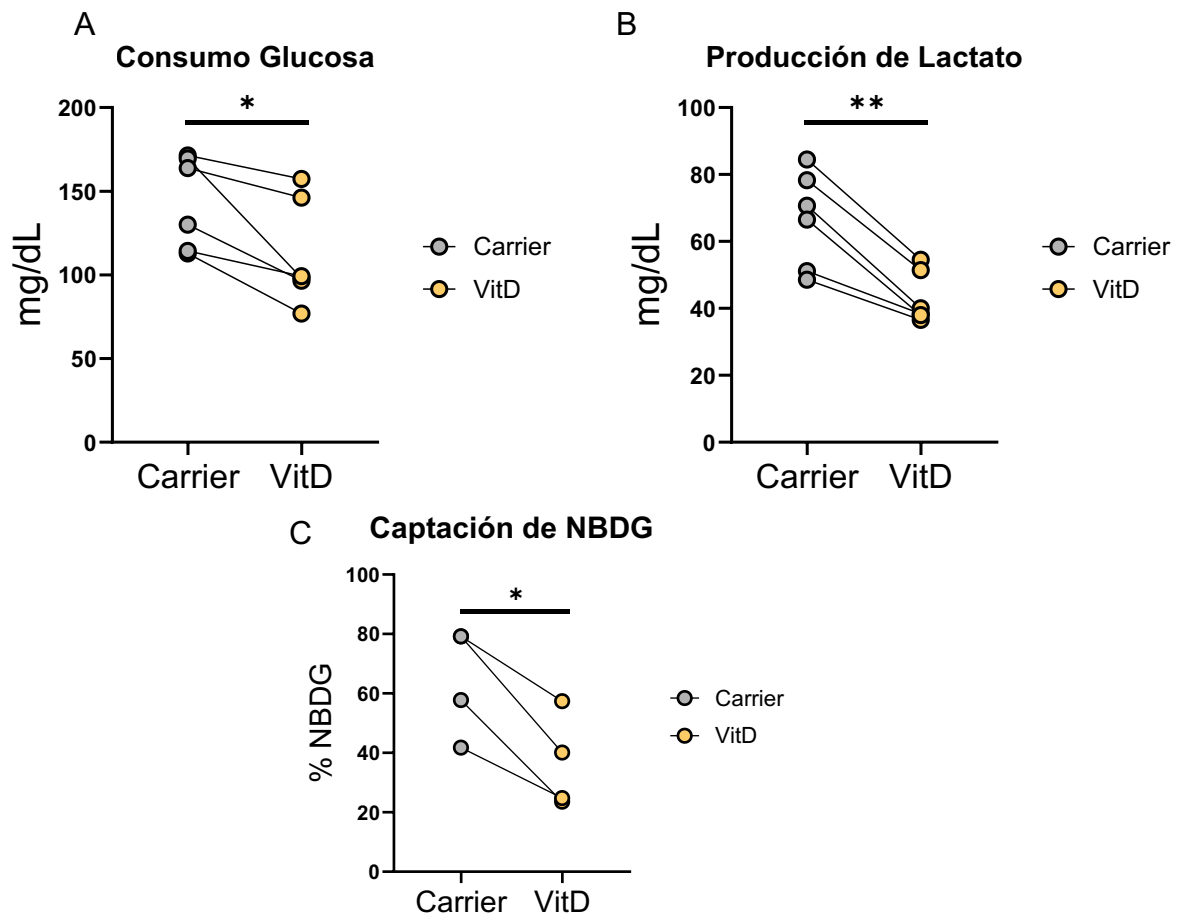 A
Consumo Glucosa
*
200
150
100
50
0
mg/dL
Carrier VitD
Carrier
VitD
B
Producción de Lactato
**
100
80
60
40
20
0
mg/dL
Carrier VitD
Carrier
VitD
C
Captación de NBDG
*
100
80
60
40
20
0
% NBDG
Carrier VitD
Carrier
VitD